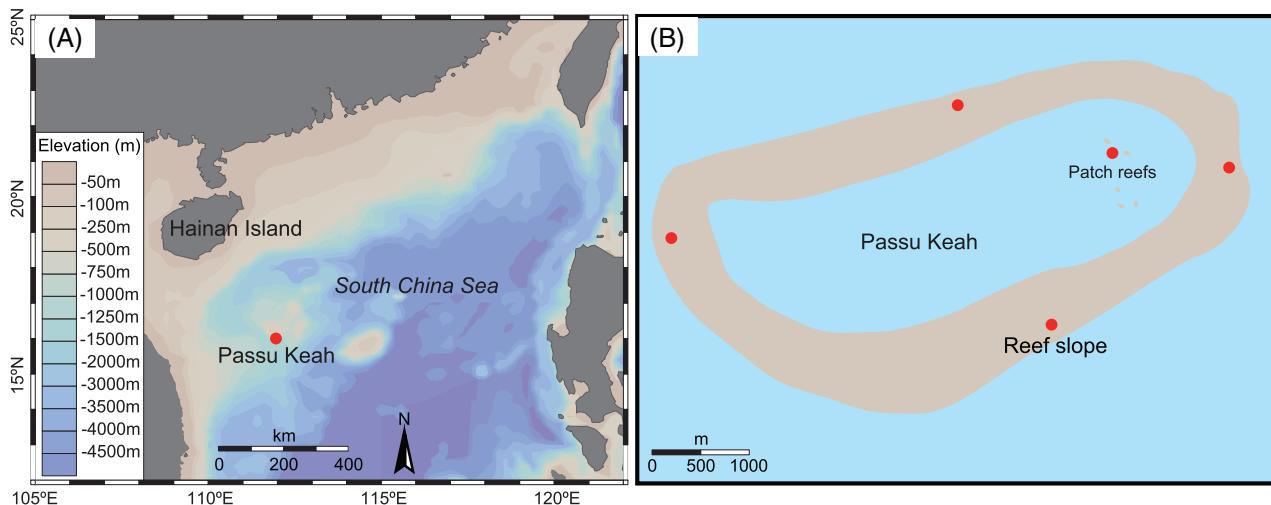 (A)
25ºN
20ºN
15ºN
Elevation (m)
-50m
-100m
-250m
-500m
-750m
-1000m
-1250m
-1500m
-2000m
-3000m
-3500m
-4000m
-4500m
Hainan Island
South China Sea
Passu Keah
km
0 200 400
N
105ºE 110ºE 115ºE 120ºE
(B)
Patch reefs
Passu Keah
Reef slope
m
0 500 1000